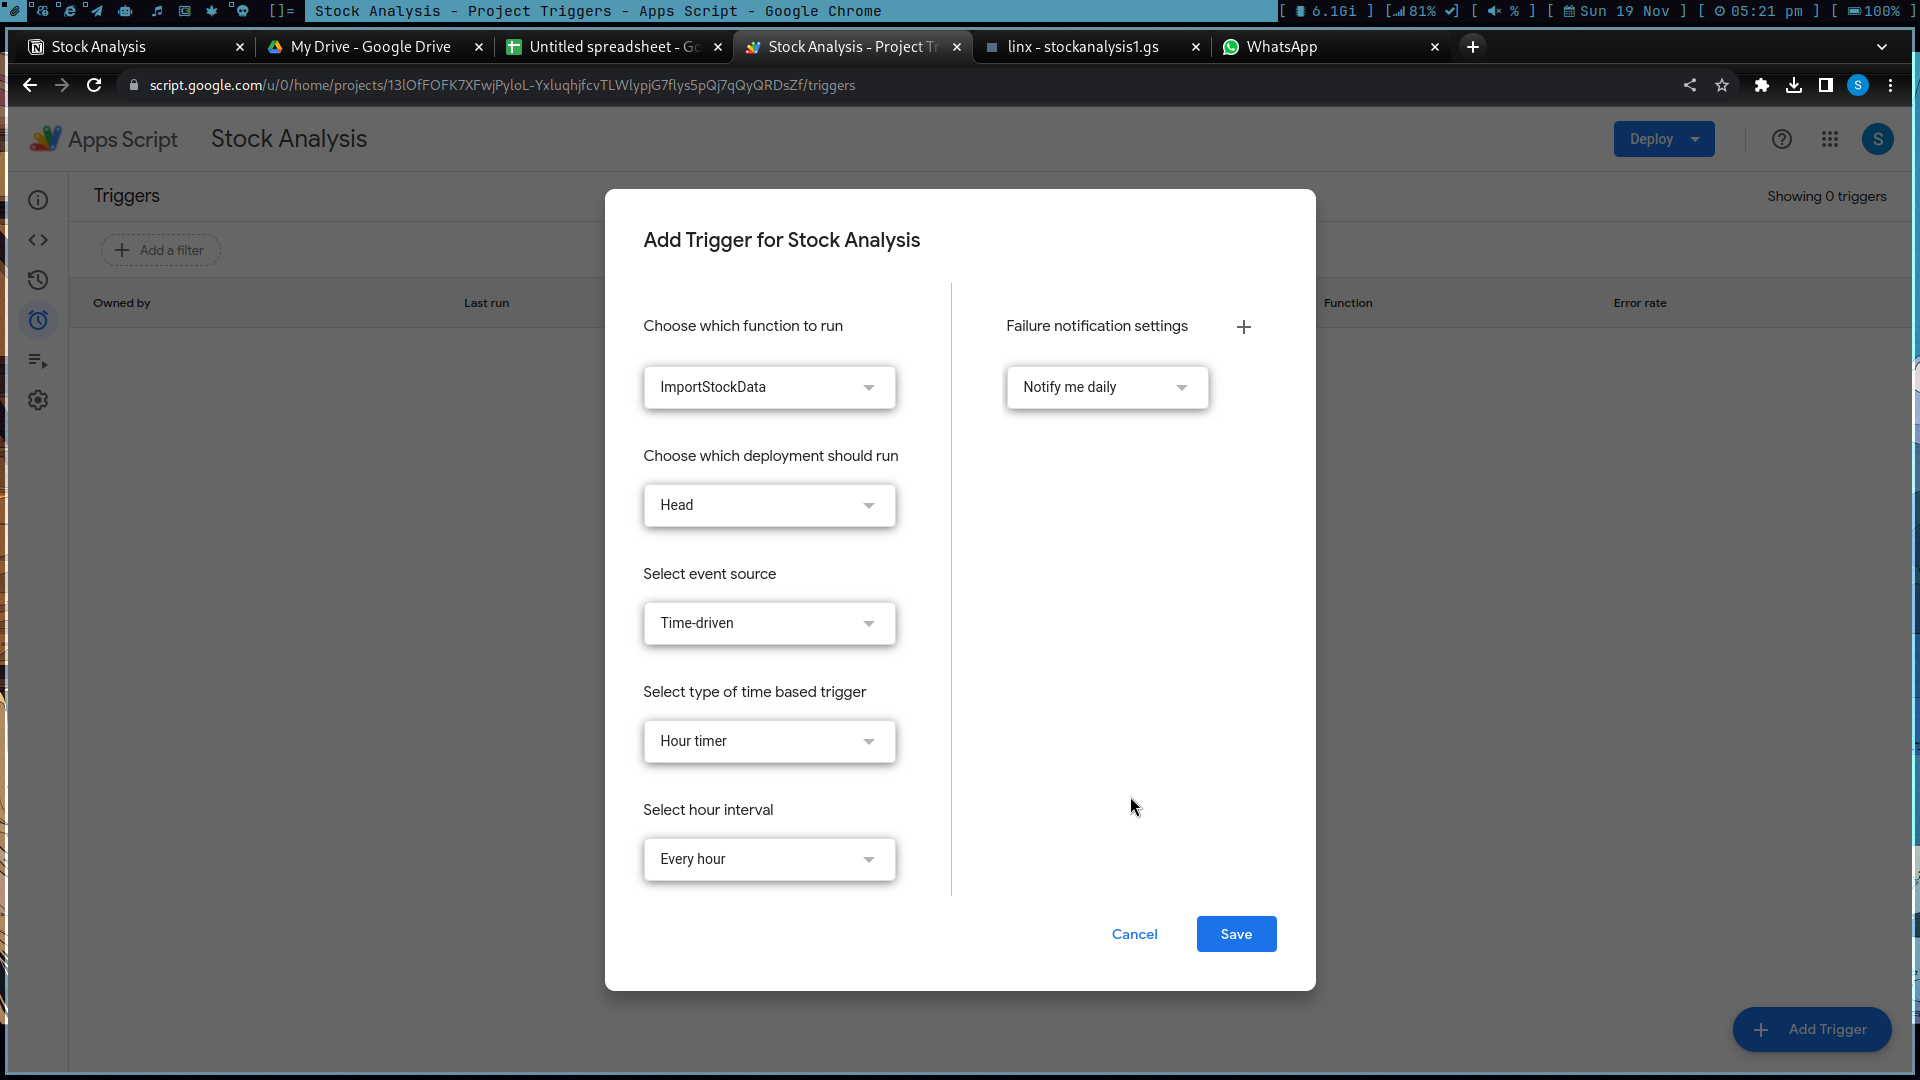 []= Stock Analysis - Project Triggers - Apps Script - Google Chrome [ 6.1Gi ] [ 81% ] [ % ] [ Sun 19 Nov ] [ 05:21 pm ] [ 100% ]
Stock Analysis My Drive - Google Drive Untitled spreadsheet - Go Stock Analysis - Project Tr linx - stockanalysis1.gs WhatsApp
script.google.com/u/0/home/projects/13lOfFOFK7XFwjPyloL-YxluqhjfcvTLWlypjG7flys5pQj7qQyQRDsZf/triggers S
Apps Script Stock Analysis Deploy S
Triggers Showing 0 triggers
Add a filter
Owned by Last run Function Error rate
Add Trigger for Stock Analysis
Choose which function to run
ImportStockData
Choose which deployment should run
Head
Select event source
Time-driven
Select type of time based trigger
Hour timer
Select hour interval
Every hour
Failure notification settings
Notify me daily
Cancel Save
Add Trigger